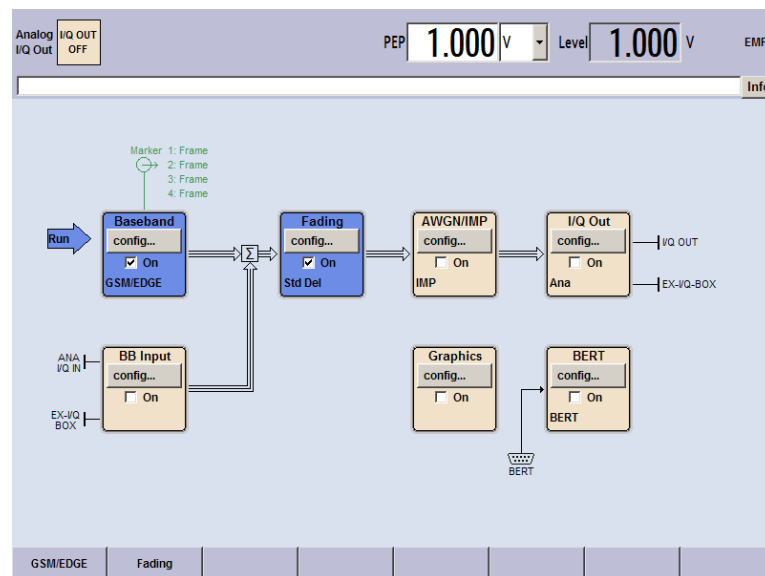 Analog I/Q Out
I/Q OUT OFF
PEP 1.000 V Level 1.000 V EMF
Info
Marker 1: Frame
2: Frame
3: Frame
4: Frame
Run
Baseband
config...
On
GSM/EDGE
Σ
Fading
config...
On
Std Del
AWGN/IMP
config...
On
IMP
I/Q Out
config...
On
Ana
I/Q OUT
EX-I/Q-BOX
ANA
I/Q IN
EX-I/Q
BOX
BB Input
config...
On
Graphics
config...
On
BERT
config...
On
BERT
BERT
GSM/EDGE Fading